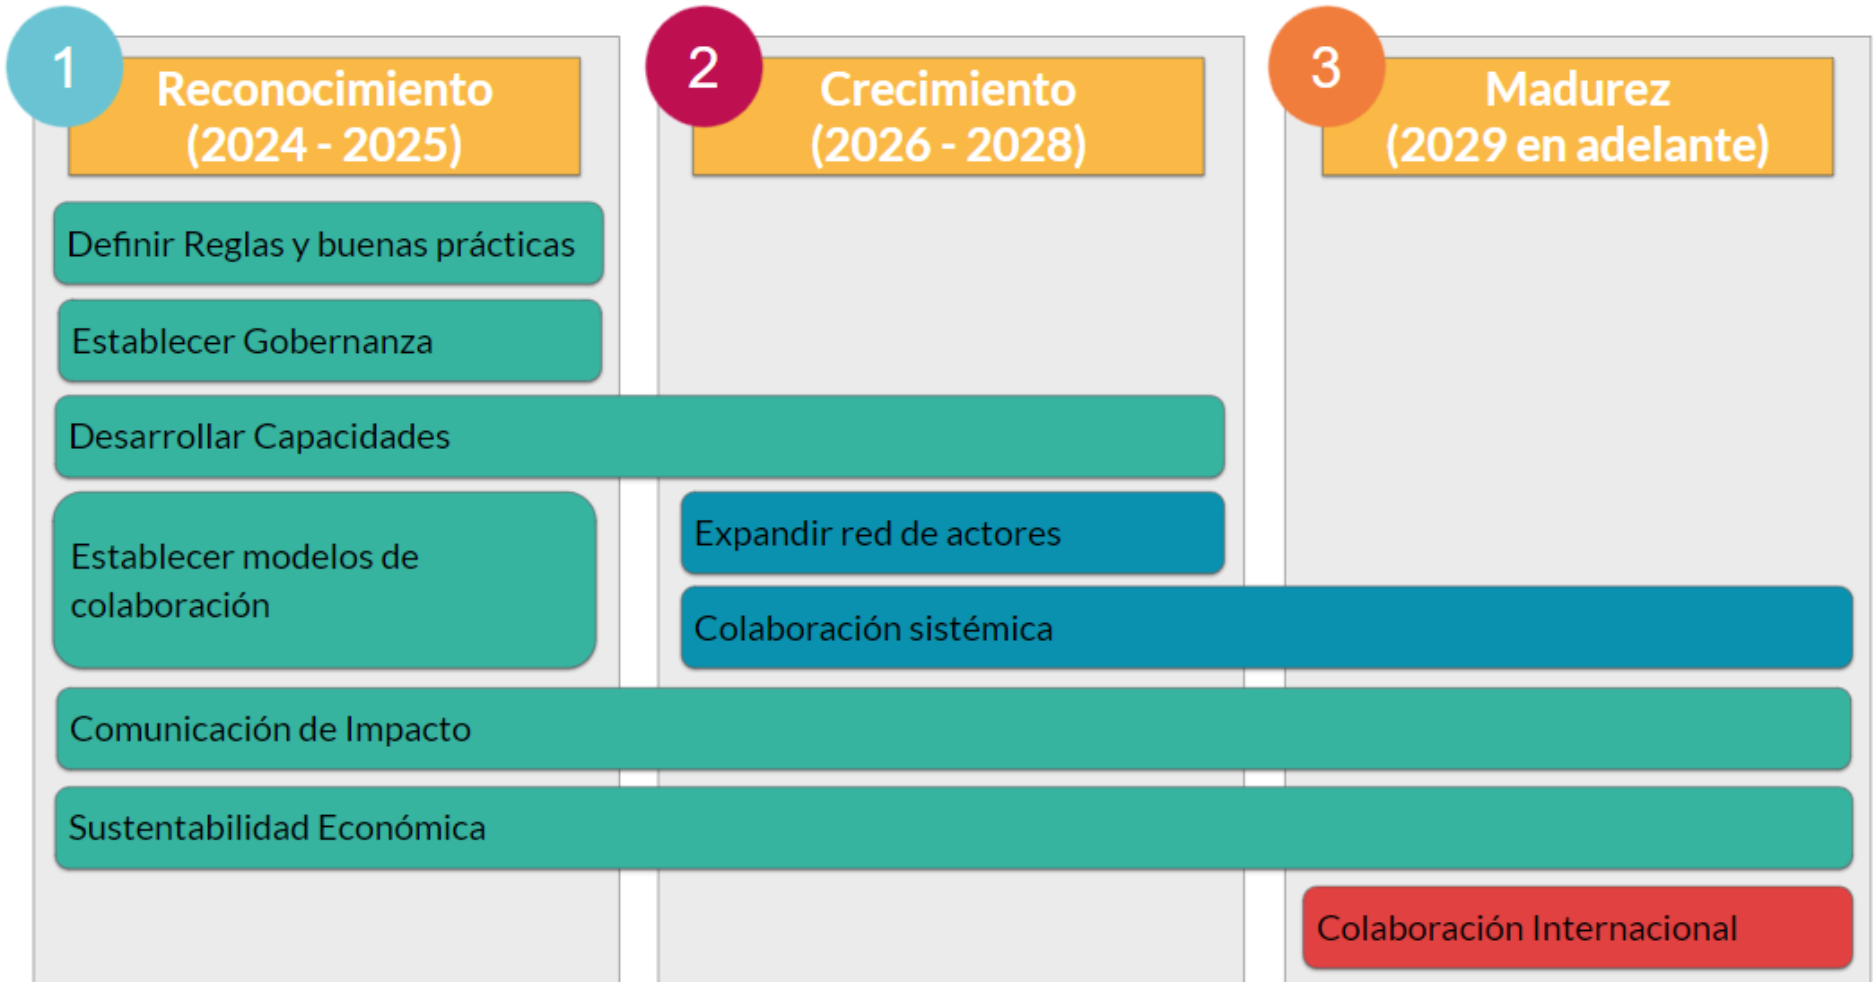 1
Reconocimiento
(2024 - 2025)
2
Crecimiento
(2026 - 2028)
3
Madurez
(2029 en adelante)
Definir Reglas y buenas prácticas
Establecer Gobernanza
Desarrollar Capacidades
Establecer modelos de
colaboración
Expandir red de actores
Colaboración sistémica
Comunicación de Impacto
Sustentabilidad Económica
Colaboración Internacional